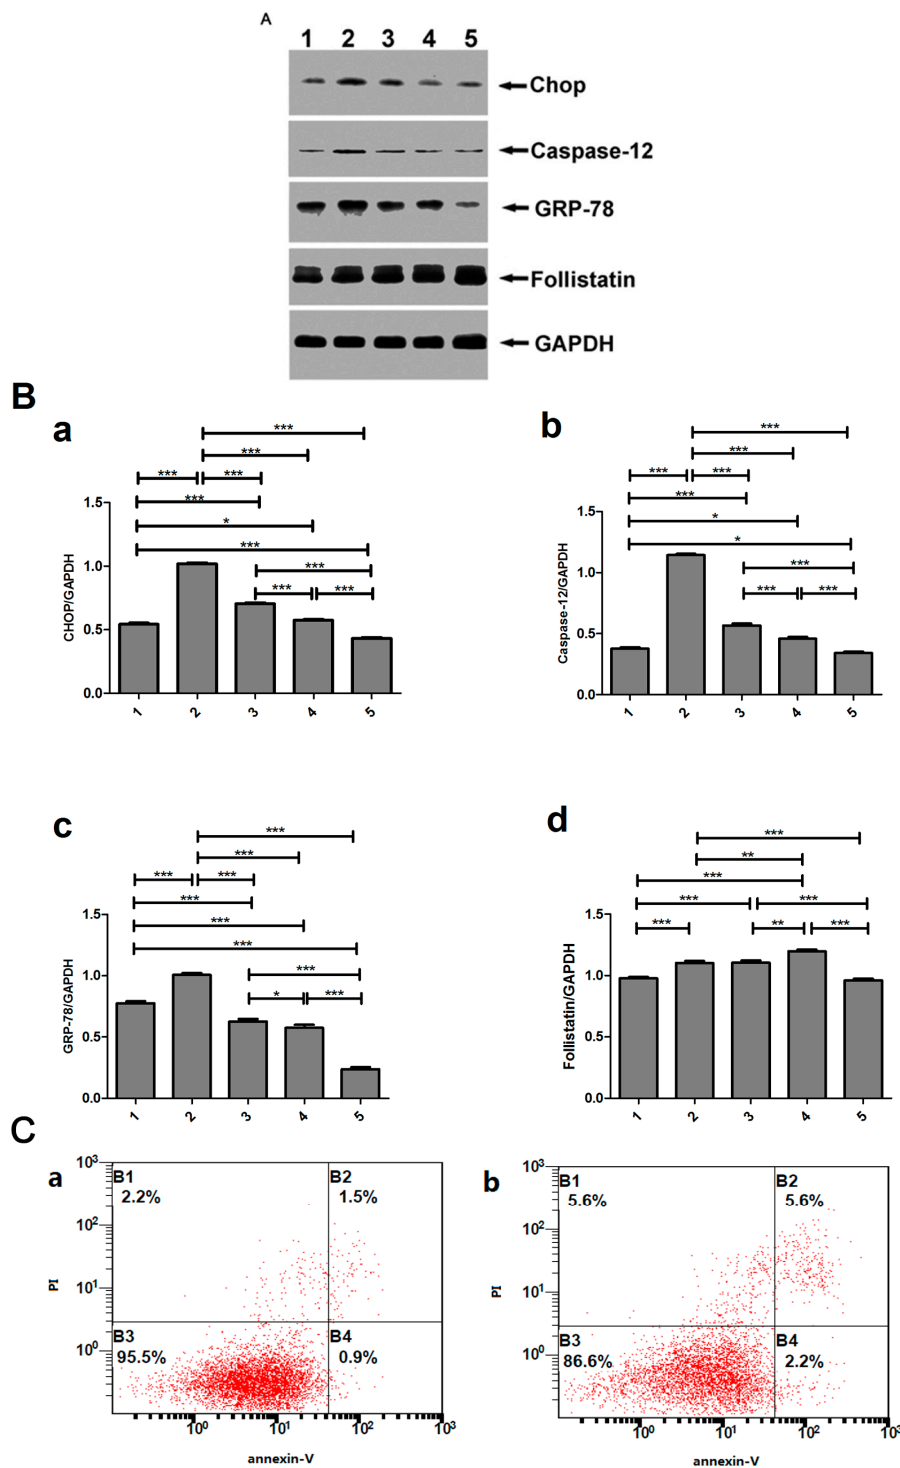 A
1 2 3 4 5
Chop
Caspase-12
GRP-78
Follistatin
GAPDH
B
a
***
***
*** ***
***
*
***
***
*** ***
CHOP/GAPDH
1.5
1.0
0.5
0.0
1 2 3 4 5
b
***
***
*** ***
***
*
*
***
*** ***
Caspase-12/GAPDH
1.5
1.0
0.5
0.0
1 2 3 4 5
c
***
***
*** ***
***
***
***
***
* ***
GRP-78/GAPDH
1.5
1.0
0.5
0.0
1 2 3 4 5
d
***
**
***
*** ***
*** ** ***
Follistatin/GAPDH
1.5
1.0
0.5
0.0
1 2 3 4 5
C
a
10³
10²
10¹
10⁰
PI
B1
2.2%
B2
1.5%
B3
95.5%
B4
0.9%
10⁰ 10¹ 10² 10³
annexin-V
b
10³
10²
10¹
10⁰
PI
B1
5.6%
B2
5.6%
B3
86.6%
B4
2.2%
10⁰ 10¹ 10² 10³
annexin-V